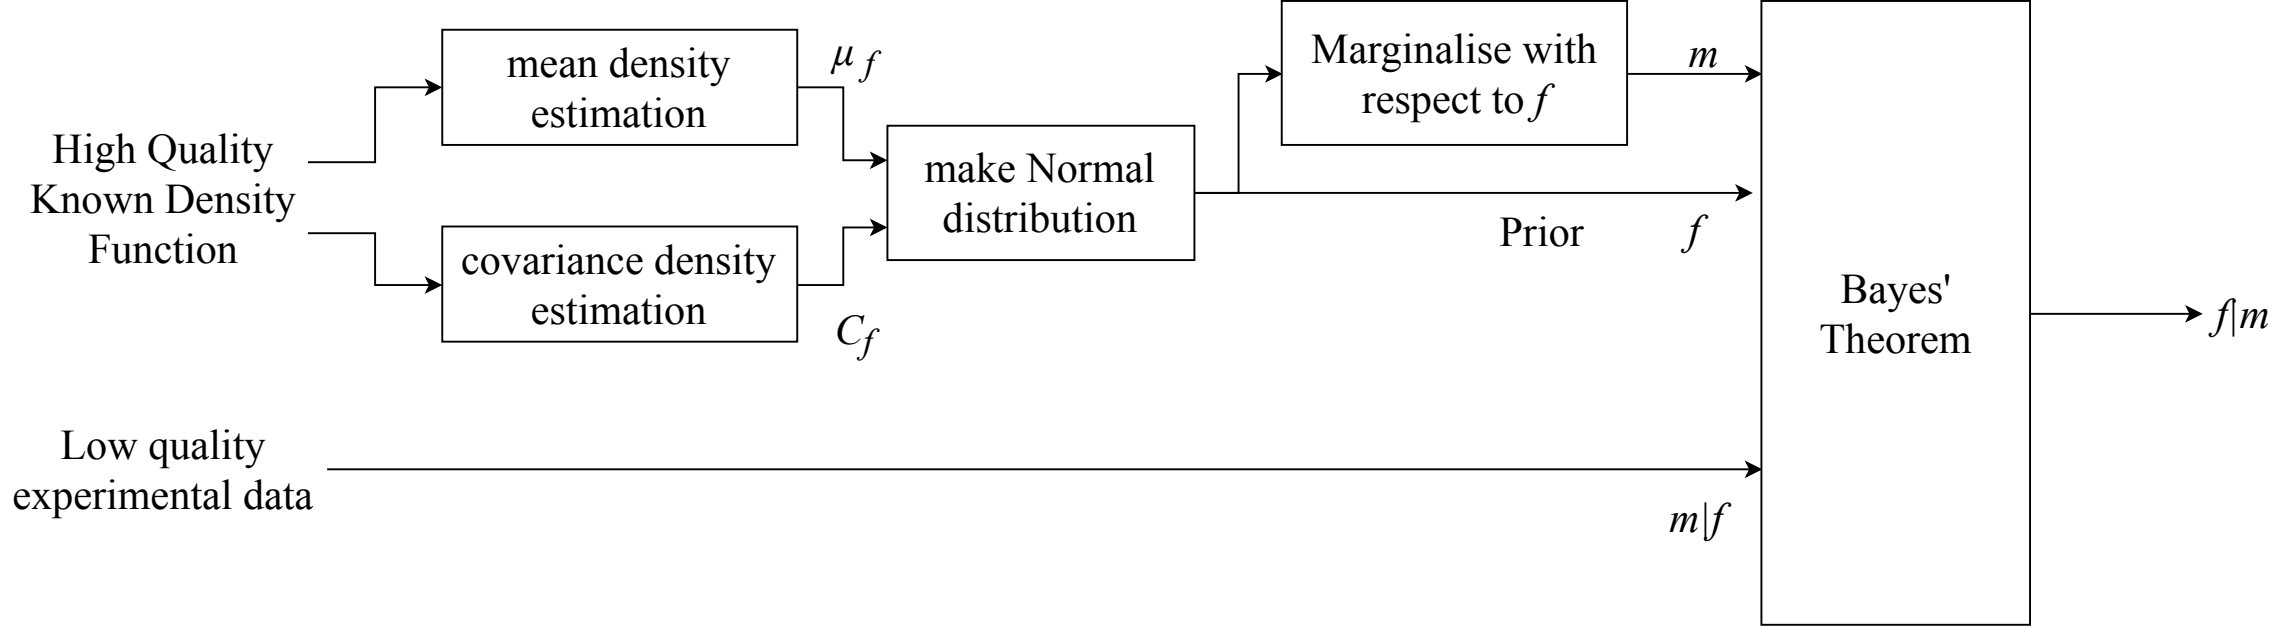 High Quality
Known Density
Function
mean density
estimation
μ f
covariance density
estimation
Cf
make Normal
distribution
Marginalise with
respect to f
m
Prior f
Low quality
experimental data
m|f
Bayes'
Theorem
f|m